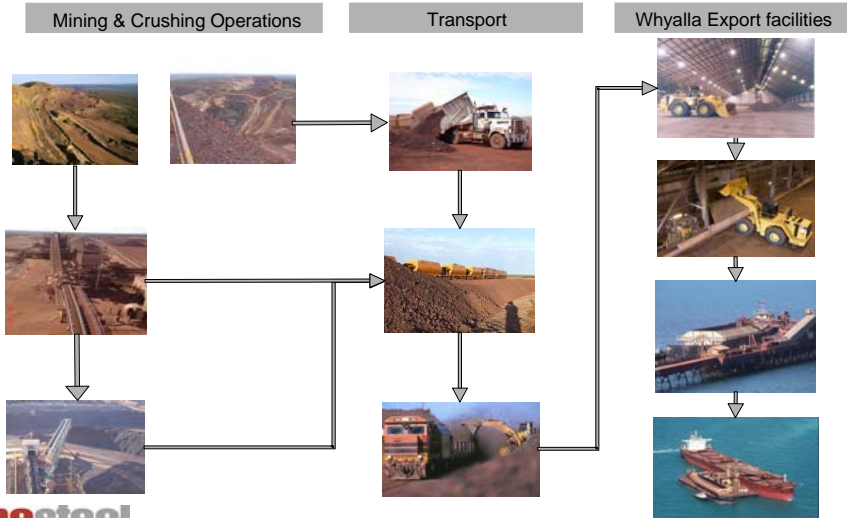 Mining & Crushing Operations
Transport
Whyalla Export facilities